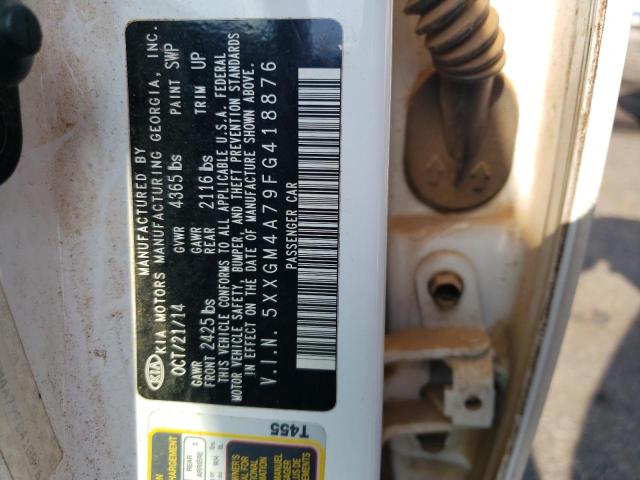 MANUFACTURED BY
KIA KIA MOTORS MANUFACTURING GEORGIA, INC.
OCT/21/14 GVWR 4365 lbs PAINT SWP
GAWR FRONT 2425 lbs GAWR REAR 2116 lbs TRIM UP
THIS VEHICLE CONFORMS TO ALL APPLICABLE U.S.A. FEDERAL
MOTOR VEHICLE SAFETY, BUMPER, AND THEFT PREVENTION STANDARDS
IN EFFECT ON THE DATE OF MANUFACTURE SHOWN ABOVE.
V.I.N. 5XXGM4A79FG418876
PASSENGER CAR
T455